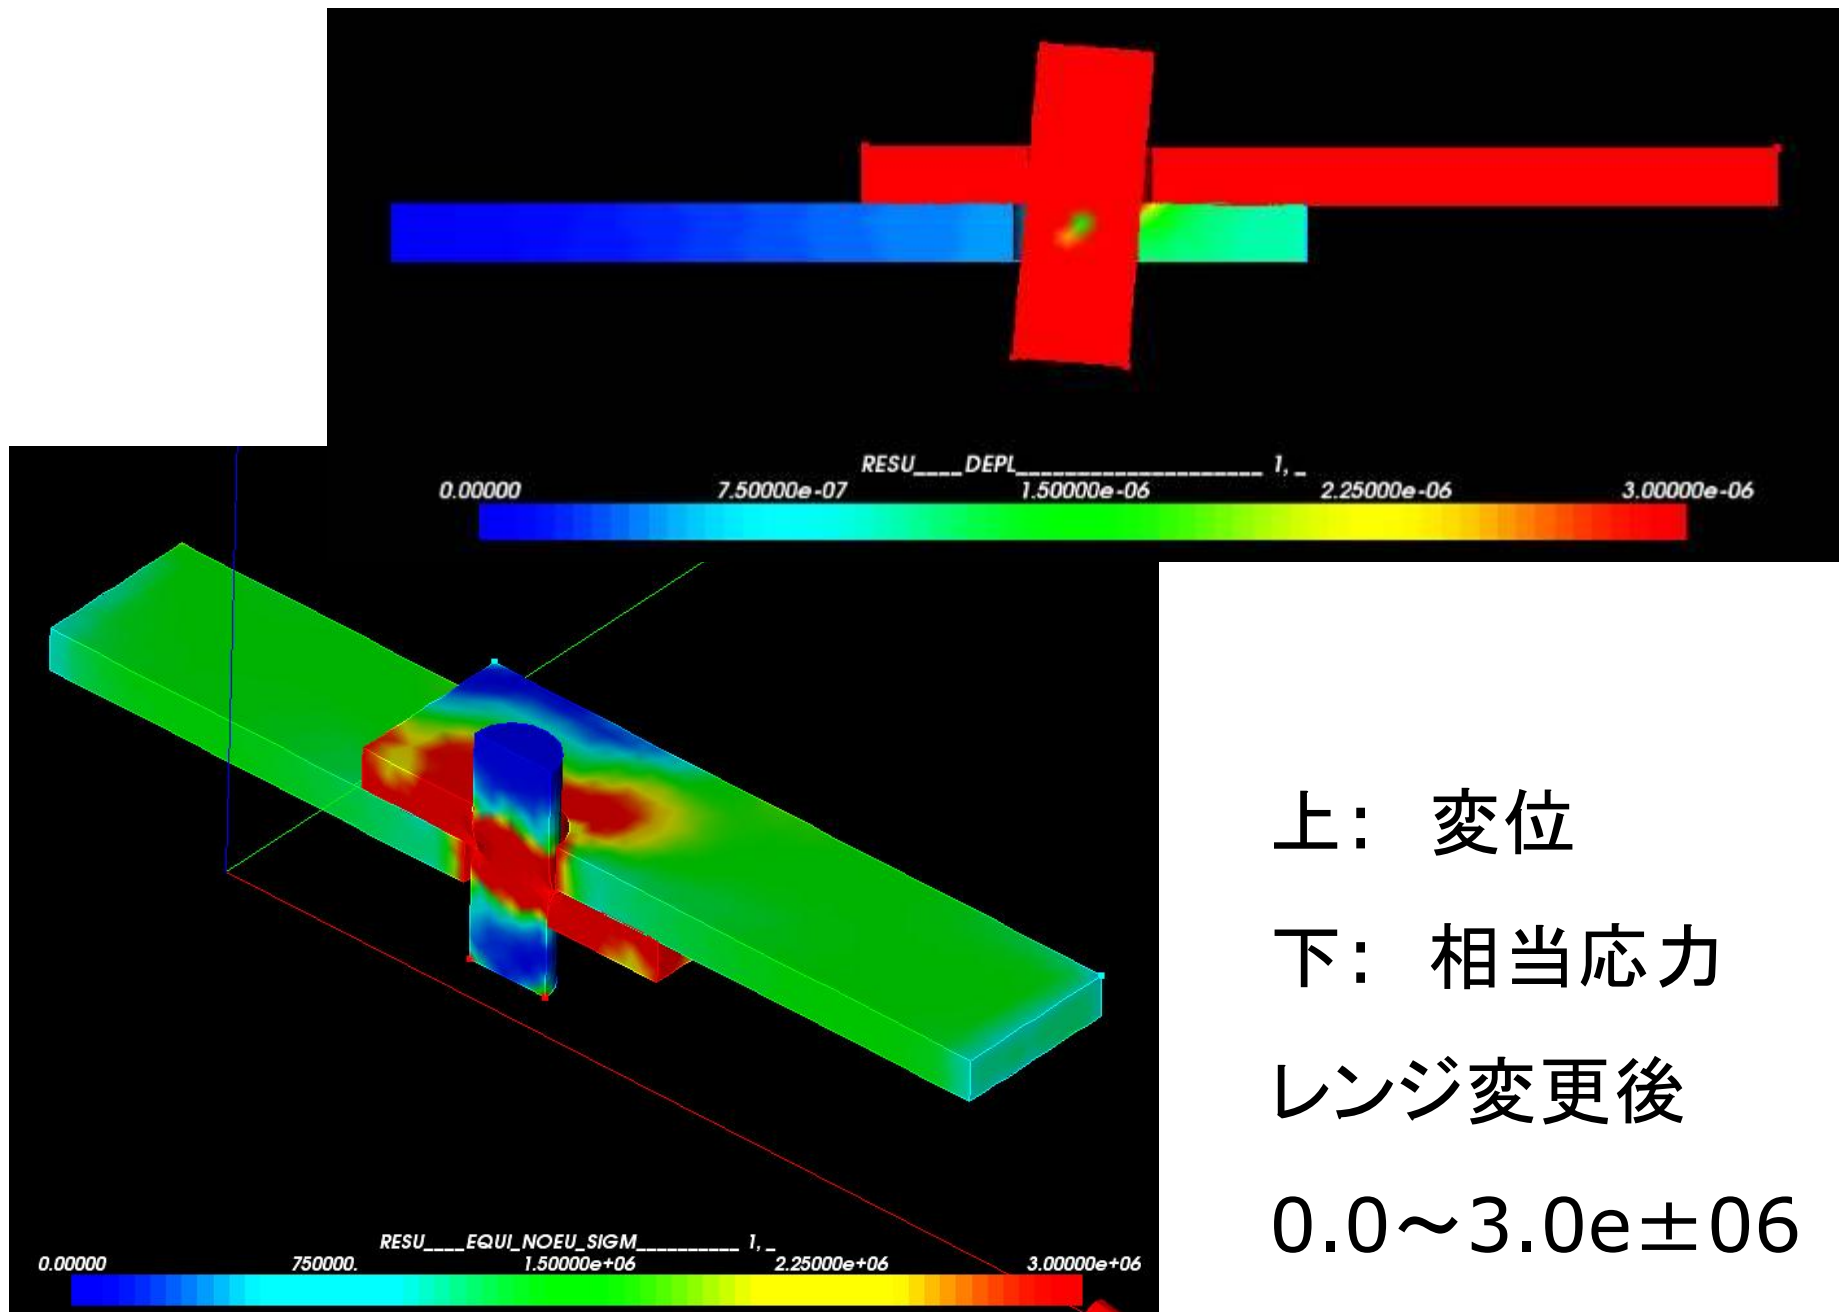 RESU____DEPL____________________ 1, _
0.00000 7.50000e-07 1.50000e-06 2.25000e-06 3.00000e-06
上： 変位
下： 相当応力
レンジ変更後
0.0～3.0e±06
RESU____EQUI_NOEU_SIGM__________ 1, _
0.00000 750000. 1.50000e+06 2.25000e+06 3.00000e+06